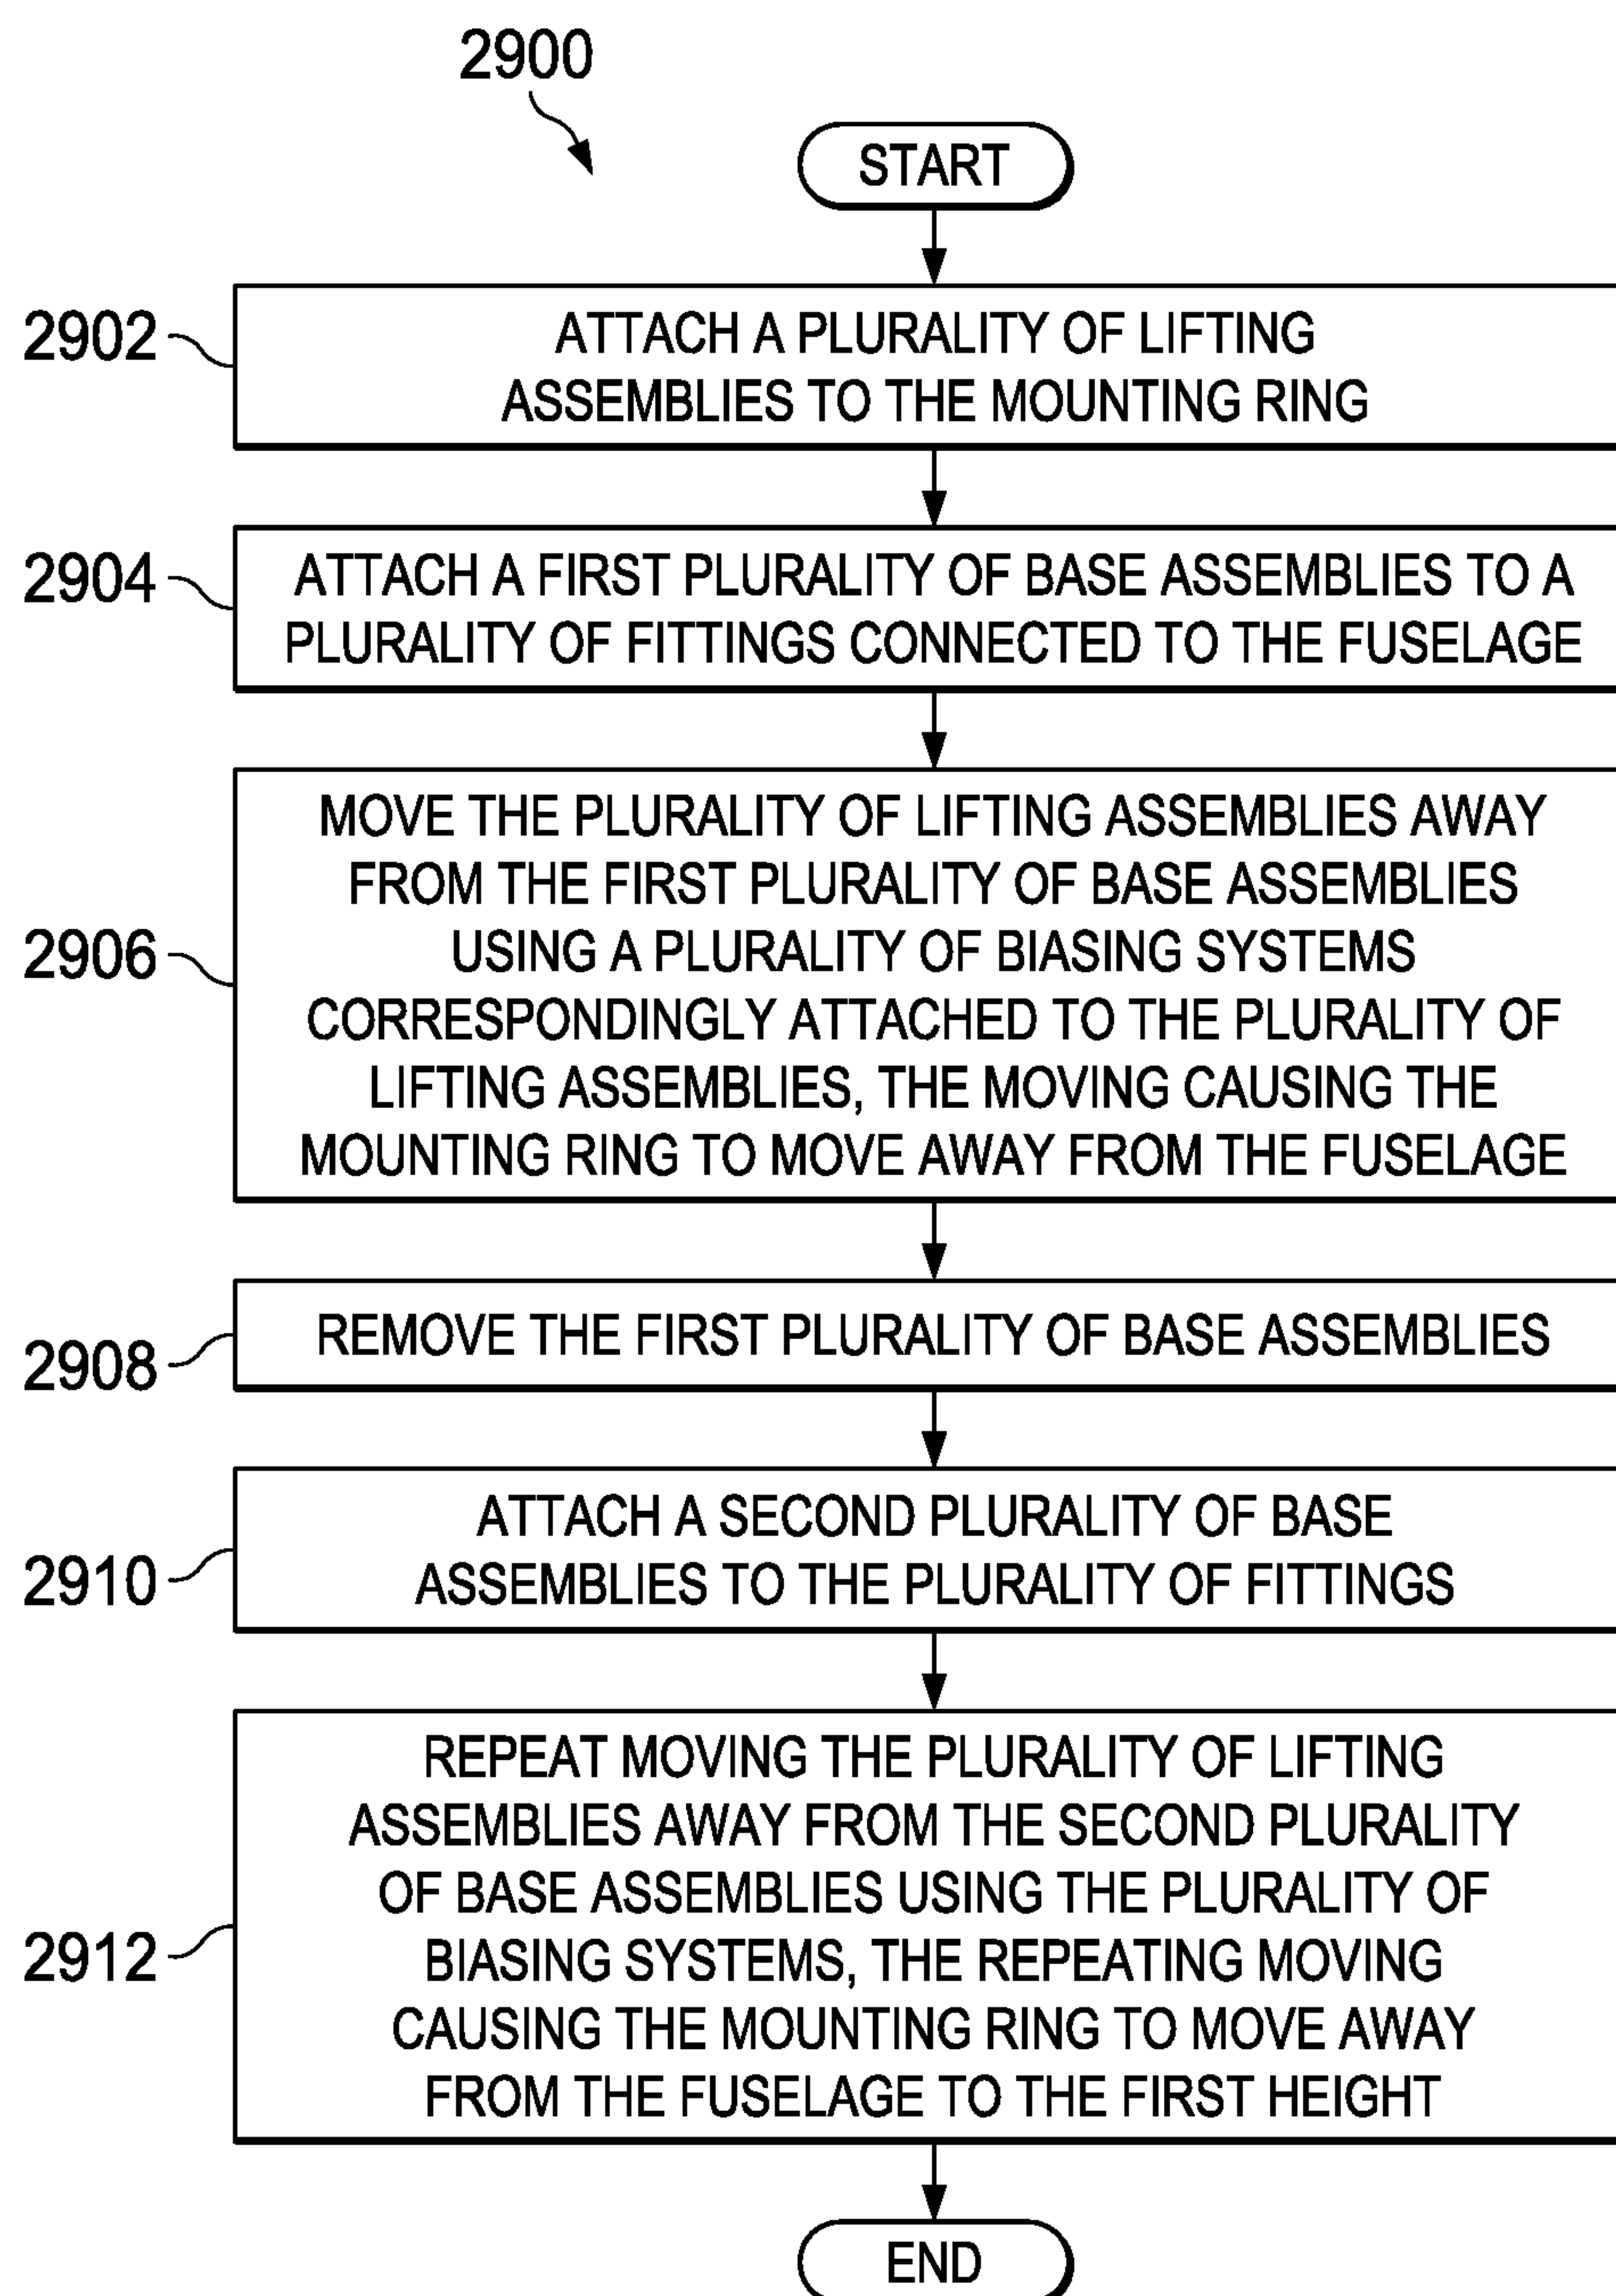 2900
START
2902
ATTACH A PLURALITY OF LIFTING
ASSEMBLIES TO THE MOUNTING RING
2904
ATTACH A FIRST PLURALITY OF BASE ASSEMBLIES TO A
PLURALITY OF FITTINGS CONNECTED TO THE FUSELAGE
2906
MOVE THE PLURALITY OF LIFTING ASSEMBLIES AWAY
FROM THE FIRST PLURALITY OF BASE ASSEMBLIES
USING A PLURALITY OF BIASING SYSTEMS
CORRESPONDINGLY ATTACHED TO THE PLURALITY OF
LIFTING ASSEMBLIES, THE MOVING CAUSING THE
MOUNTING RING TO MOVE AWAY FROM THE FUSELAGE
2908
REMOVE THE FIRST PLURALITY OF BASE ASSEMBLIES
2910
ATTACH A SECOND PLURALITY OF BASE
ASSEMBLIES TO THE PLURALITY OF FITTINGS
2912
REPEAT MOVING THE PLURALITY OF LIFTING
ASSEMBLIES AWAY FROM THE SECOND PLURALITY
OF BASE ASSEMBLIES USING THE PLURALITY OF
BIASING SYSTEMS, THE REPEATING MOVING
CAUSING THE MOUNTING RING TO MOVE AWAY
FROM THE FUSELAGE TO THE FIRST HEIGHT
END